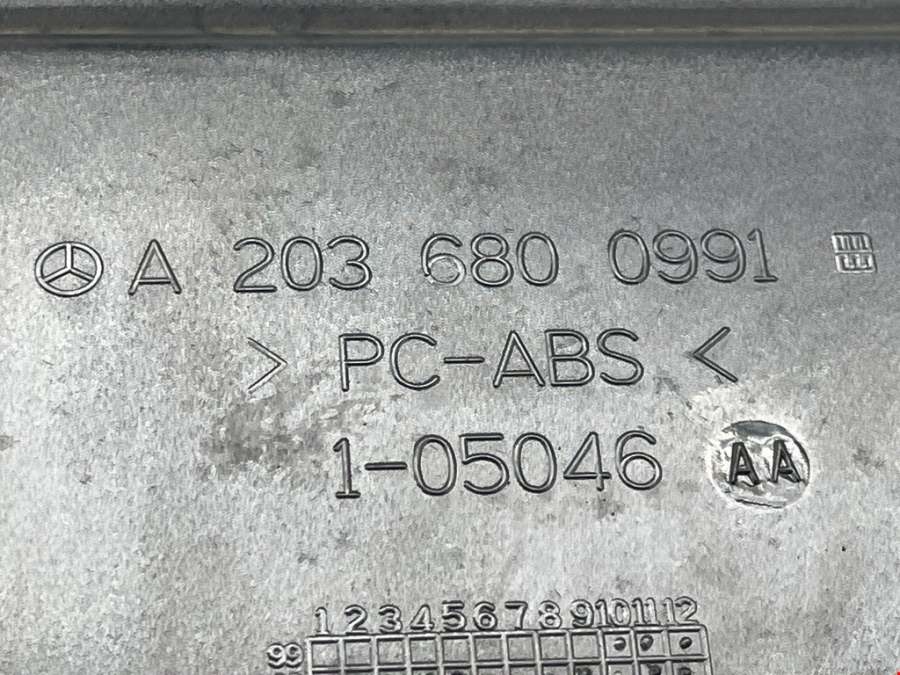 A 203 680 0991
> PC-ABS <
1-05046 AA
1 2 3 4 5 6 7 8 9 10 11 12
99